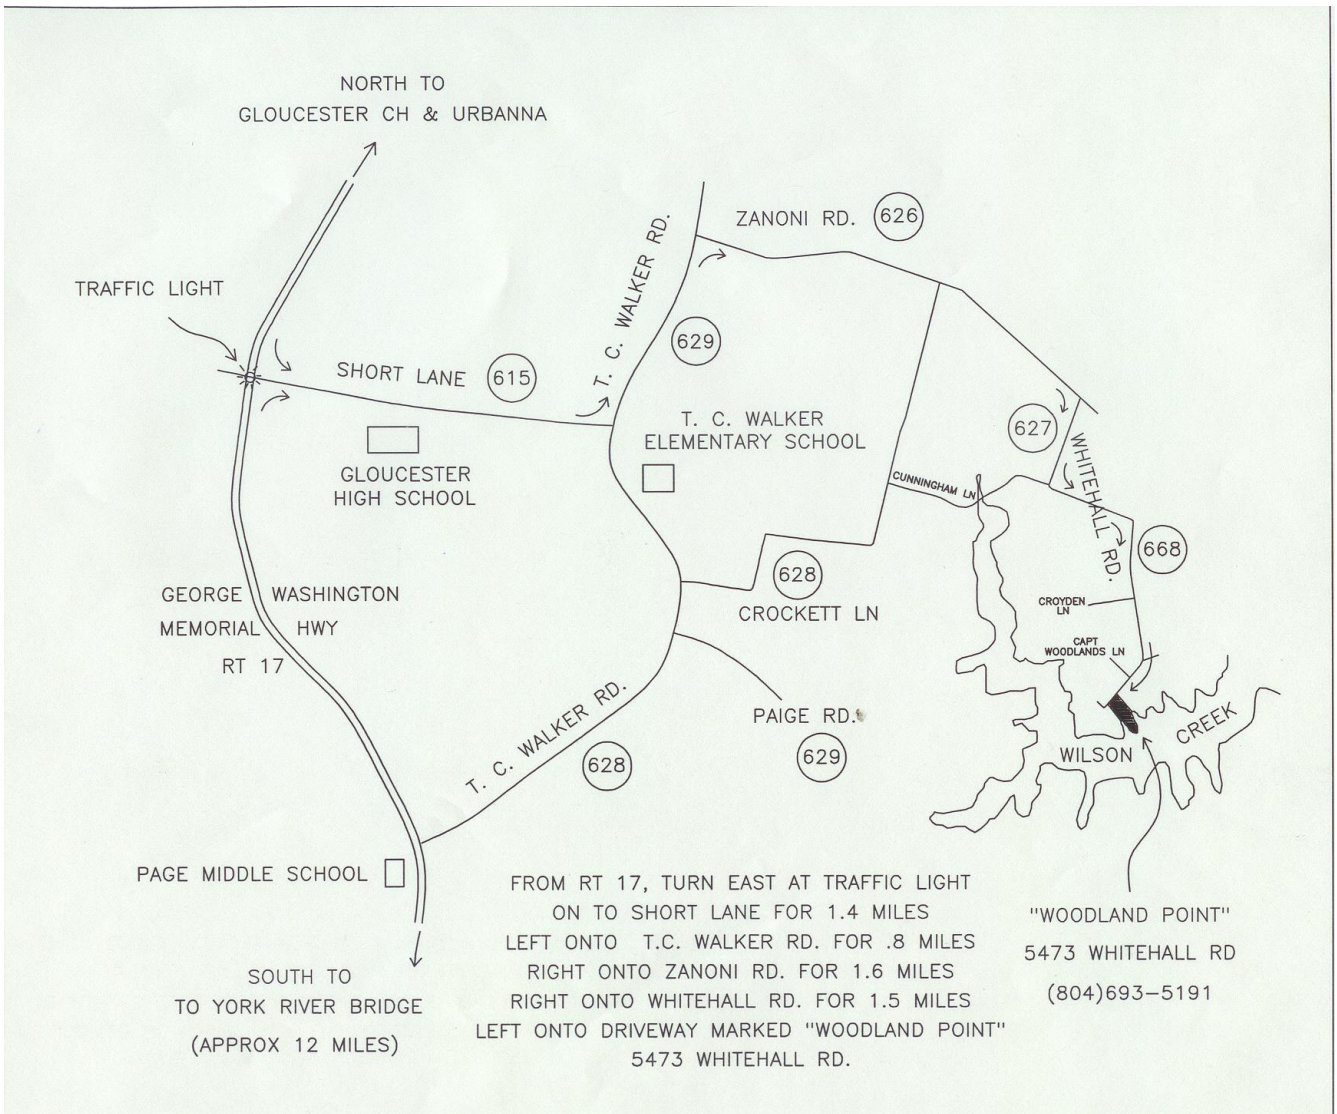 NORTH TO
GLOUCESTER CH & URBANNA
TRAFFIC LIGHT
SHORT LANE 615
T. C. WALKER RD.
629
ZANONI RD. 626
T. C. WALKER
ELEMENTARY SCHOOL
GLOUCESTER
HIGH SCHOOL
627
WHITEHALL RD.
CUNNINGHAM LN
668
628
CROCKETT LN
CROYDEN
LN
CAPT
WOODLANDS LN
GEORGE WASHINGTON
MEMORIAL HWY
RT 17
PAIGE RD.
629
T. C. WALKER RD.
628
WILSON CREEK
PAGE MIDDLE SCHOOL
SOUTH TO
TO YORK RIVER BRIDGE
(APPROX 12 MILES)
FROM RT 17, TURN EAST AT TRAFFIC LIGHT
ON TO SHORT LANE FOR 1.4 MILES
LEFT ONTO T.C. WALKER RD. FOR .8 MILES
RIGHT ONTO ZANONI RD. FOR 1.6 MILES
RIGHT ONTO WHITEHALL RD. FOR 1.5 MILES
LEFT ONTO DRIVEWAY MARKED "WOODLAND POINT"
5473 WHITEHALL RD.
"WOODLAND POINT"
5473 WHITEHALL RD
(804)693-5191